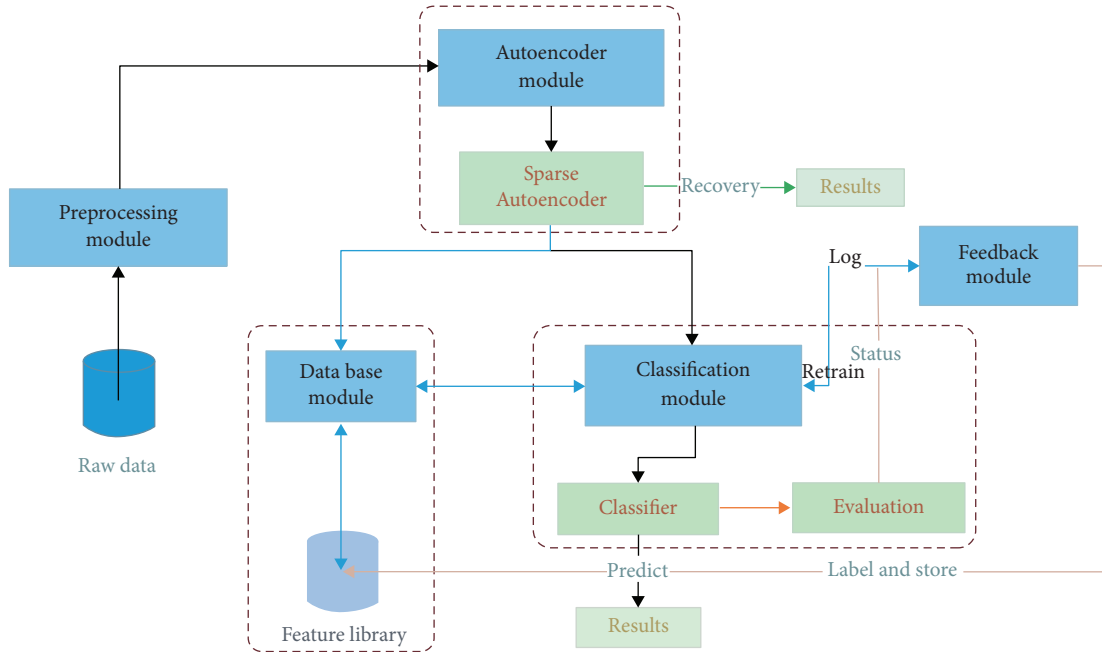 Autoencoder
module
Sparse
Autoencoder
Recovery
Results
Preprocessing
module
Raw data
Log
Feedback
module
Status
Retrain
Data base
module
Classification
module
Classifier
Evaluation
Predict
Label and store
Feature library
Results